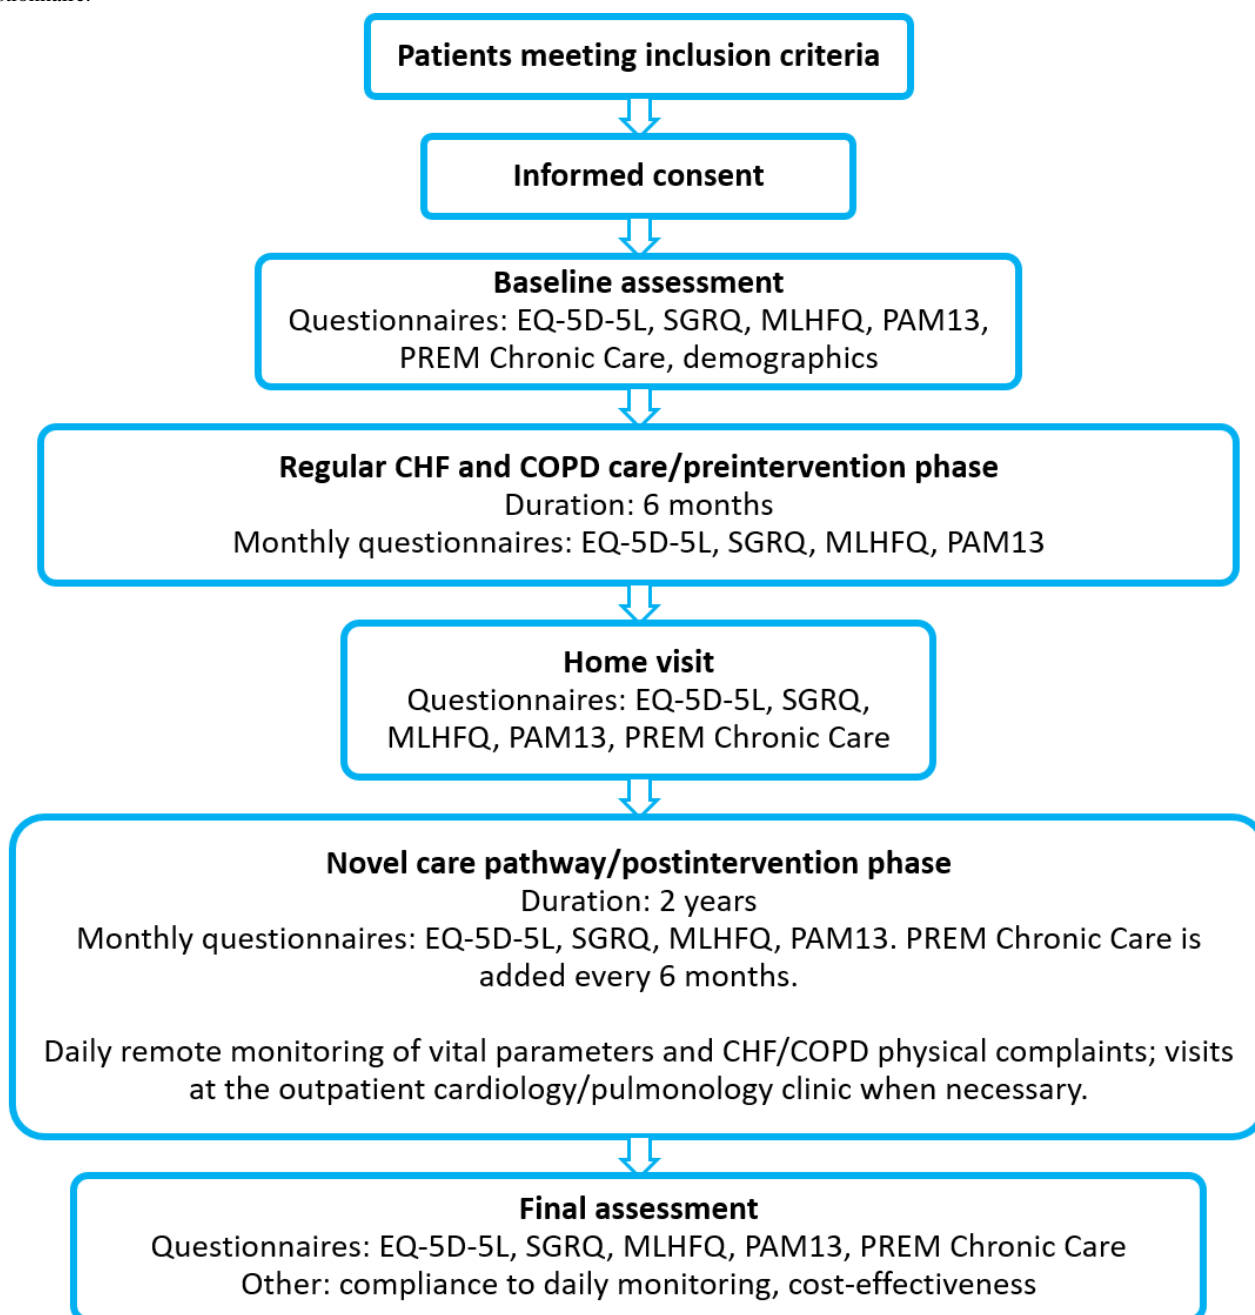 Patients meeting inclusion criteria
Informed consent
Baseline assessment
Questionnaires: EQ-5D-5L, SGRQ, MLHFQ, PAM13,
PREM Chronic Care, demographics
Regular CHF and COPD care/preintervention phase
Duration: 6 months
Monthly questionnaires: EQ-5D-5L, SGRQ, MLHFQ, PAM13
Home visit
Questionnaires: EQ-5D-5L, SGRQ,
MLHFQ, PAM13, PREM Chronic Care
Novel care pathway/postintervention phase
Duration: 2 years
Monthly questionnaires: EQ-5D-5L, SGRQ, MLHFQ, PAM13. PREM Chronic Care is
added every 6 months.
Daily remote monitoring of vital parameters and CHF/COPD physical complaints; visits
at the outpatient cardiology/pulmonology clinic when necessary.
Final assessment
Questionnaires: EQ-5D-5L, SGRQ, MLHFQ, PAM13, PREM Chronic Care
Other: compliance to daily monitoring, cost-effectiveness